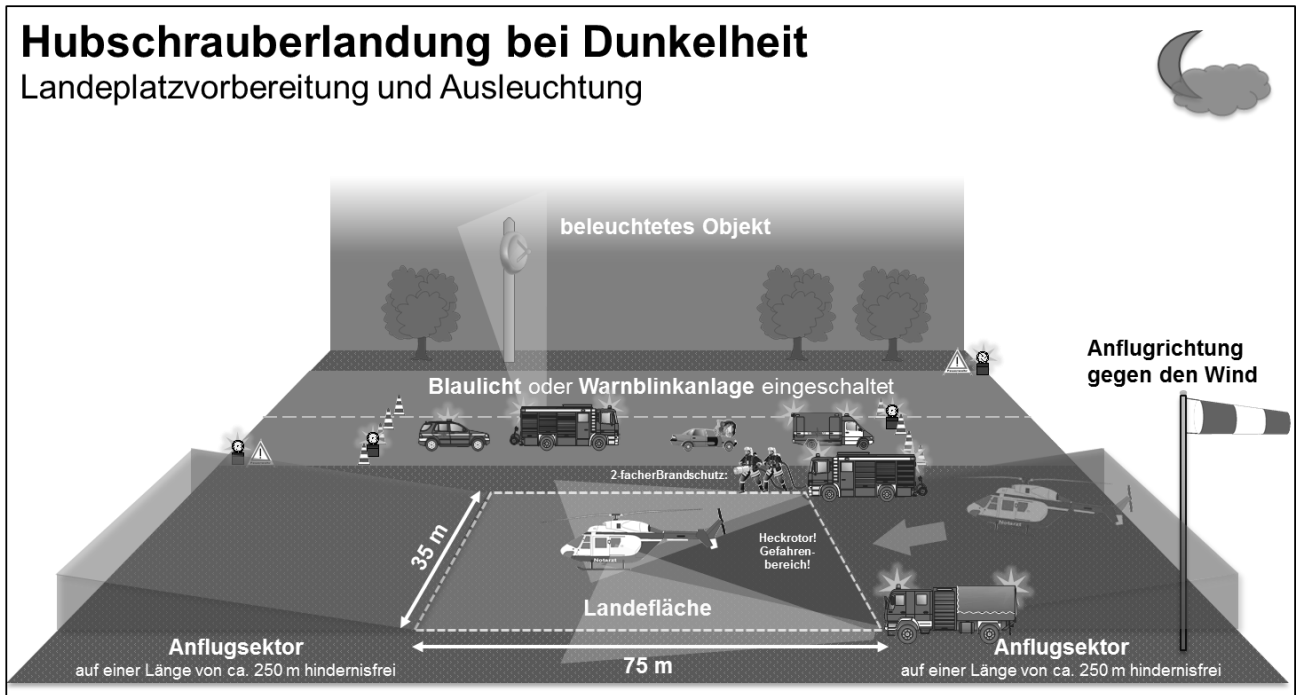 Hubschrauberlandung bei Dunkelheit
Landeplatzvorbereitung und Ausleuchtung
beleuchtetes Objekt
Anflugrichtung
gegen den Wind
Blaulicht oder Warnblinkanlage eingeschaltet
2-facherBrandschutz:
35 m
Heckrotor!
Gefahren-
bereich!
Notarzt
Notarzt
Landefläche
Anflugsektor
auf einer Länge von ca. 250 m hindernisfrei
75 m
Anflugsektor
auf einer Länge von ca. 250 m hindernisfrei